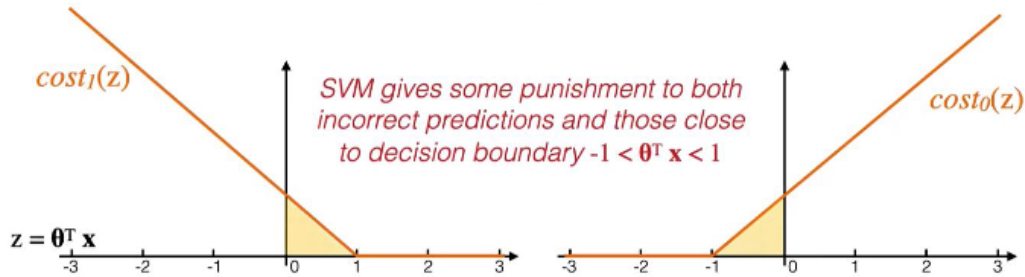 cost₁(z)
SVM gives some punishment to both
incorrect predictions and those close
to decision boundary -1 < θᵀ x < 1
cost₀(z)
z = θᵀ x
-3 -2 -1 0 1 2 3
-3 -2 -1 0 1 2 3